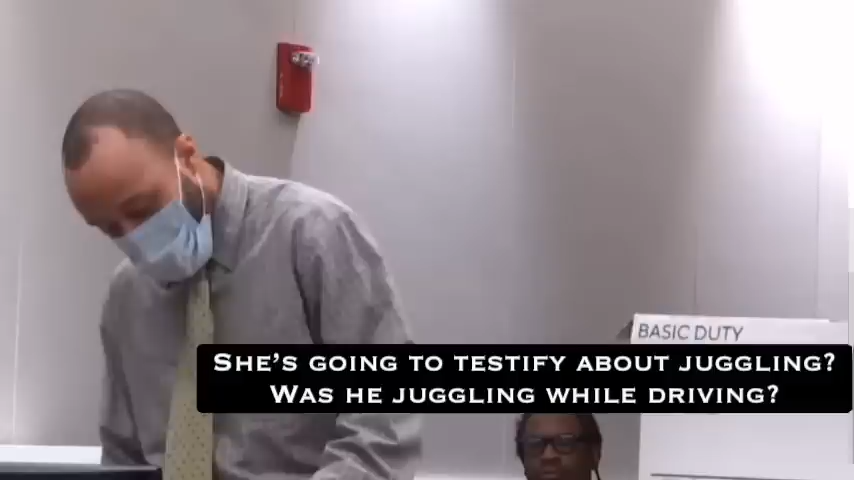 BASIC DUTY
SHE'S GOING TO TESTIFY ABOUT JUGGLING?
WAS HE JUGGLING WHILE DRIVING?